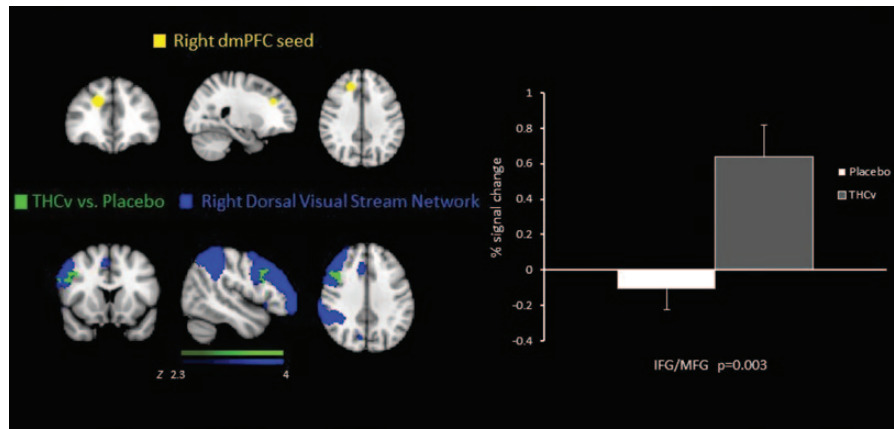 Right dmPFC seed
THCv vs. Placebo
Right Dorsal Visual Stream Network
Z 2.3
4
% signal change
1
0.8
0.6
0.4
0.2
0
-0.2
-0.4
Placebo
THCv
IFG/MFG p=0.003